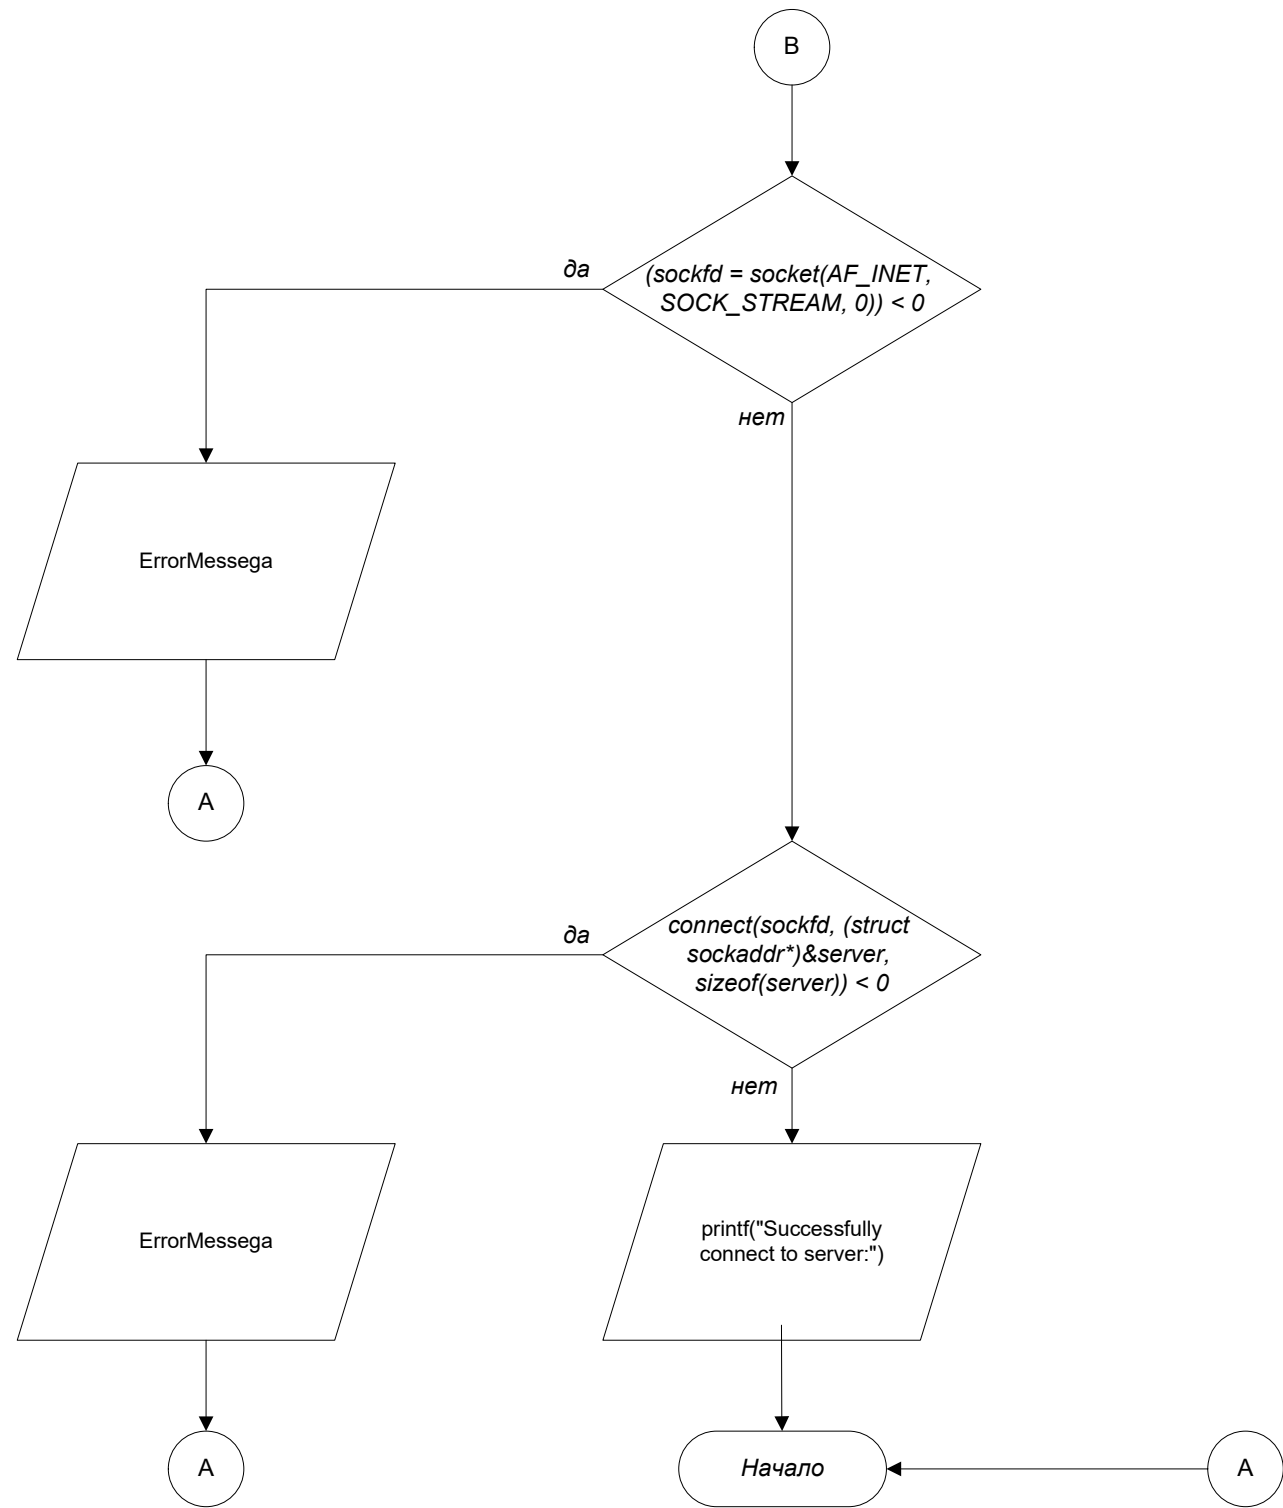 B
да
(sockfd = socket(AF_INET,
SOCK_STREAM, 0)) < 0
нет
ErrorMessega
A
да
connect(sockfd, (struct
sockaddr*)&server,
sizeof(server)) < 0
нет
ErrorMessega
printf("Successfully
connect to server:")
A
Начало
A